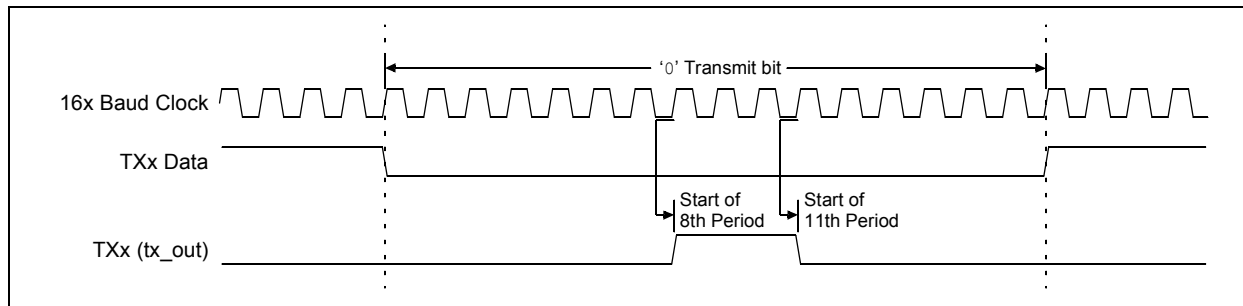 ‘0’ Transmit bit
16x Baud Clock
TXx Data
Start of
8th Period
Start of
11th Period
TXx (tx_out)